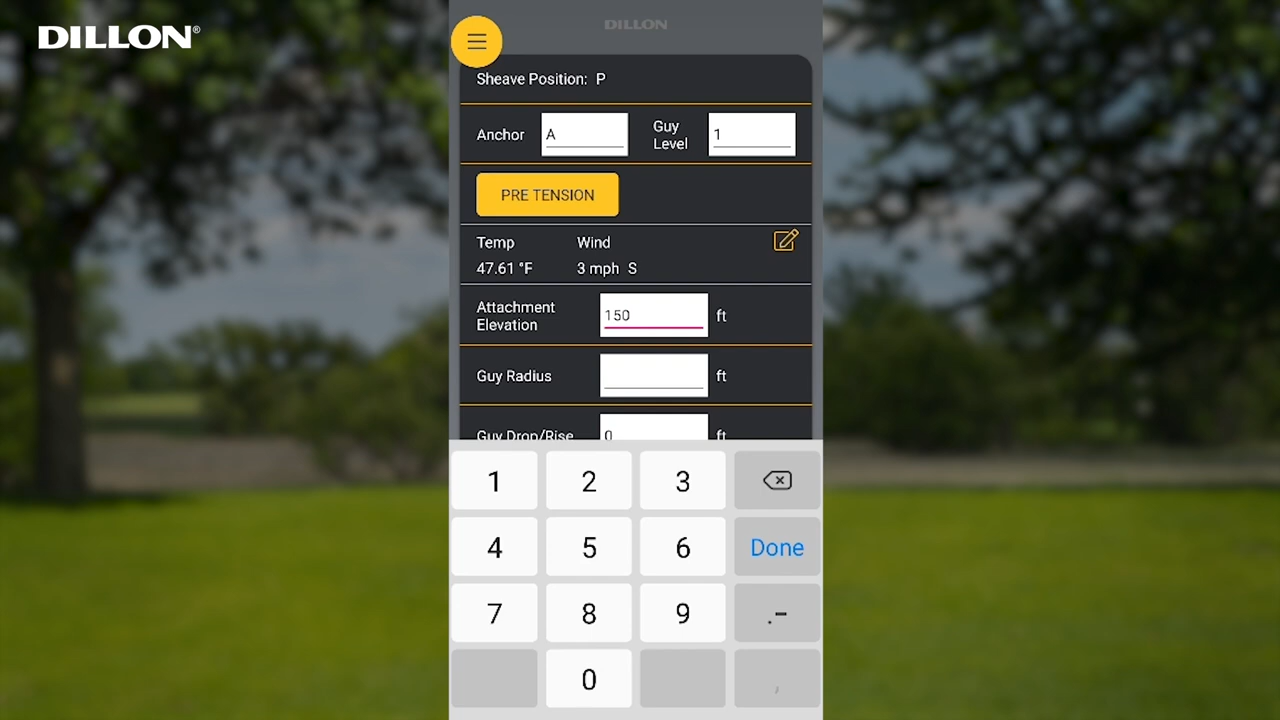 DILLON®
DILLON
Sheave Position: P
Anchor A Guy Level 1
PRE TENSION
Temp Wind
47.61 °F 3 mph S
Attachment Elevation 150 ft
Guy Radius ft
Guy Drop/Rise 0 ft
1 2 3
4 5 6 Done
7 8 9 .-
0 ,